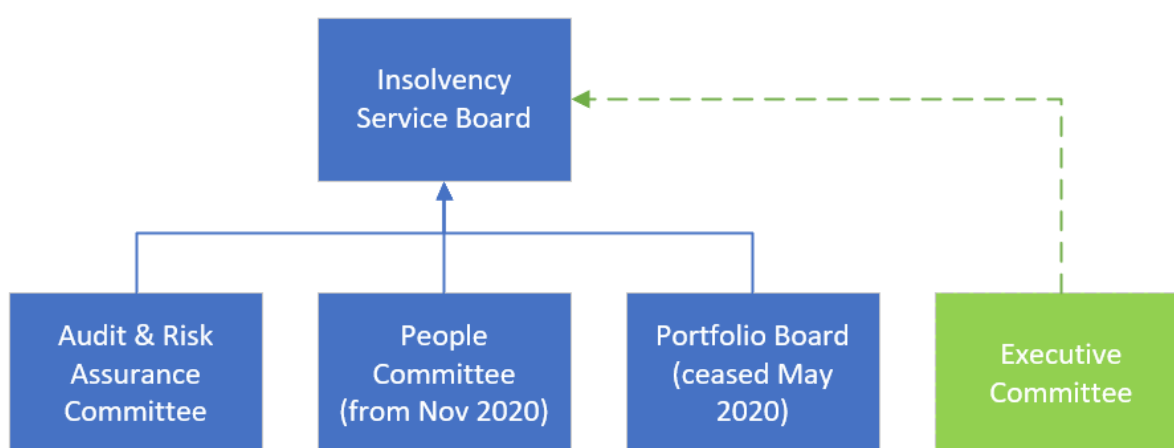 Insolvency
Service Board
Audit & Risk
Assurance
Committee
People
Committee
(from Nov 2020)
Portfolio Board
(ceased May
2020)
Executive
Committee